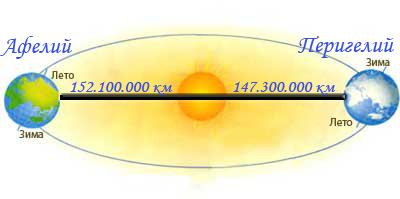 Афелий
Перигелий
Лето
Зима
152.100.000 км
147.300.000 км
Зима
Лето